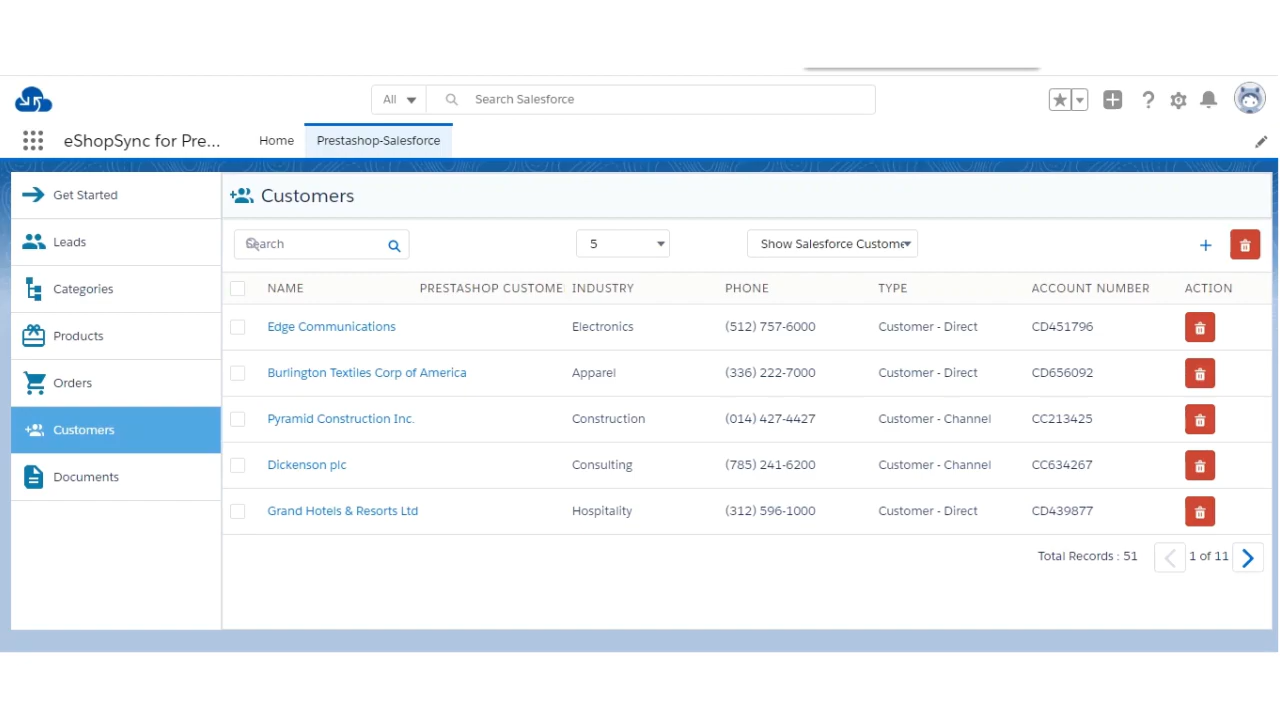 All
Search Salesforce
eShopSync for Pre...
Home
Prestashop-Salesforce
Get Started
Leads
Categories
Products
Orders
Customers
Documents
Customers
Search
5
Show Salesforce Custome
NAME PRESTASHOP CUSTOME INDUSTRY PHONE TYPE ACCOUNT NUMBER ACTION
Edge Communications Electronics (512) 757-6000 Customer - Direct CD451796
Burlington Textiles Corp of America Apparel (336) 222-7000 Customer - Direct CD656092
Pyramid Construction Inc. Construction (014) 427-4427 Customer - Channel CC213425
Dickenson plc Consulting (785) 241-6200 Customer - Channel CC634267
Grand Hotels & Resorts Ltd Hospitality (312) 596-1000 Customer - Direct CD439877
Total Records : 51 1 of 11